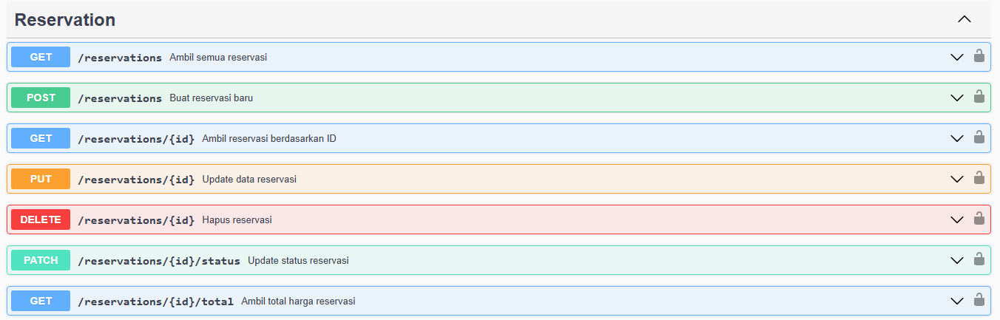 Reservation
GET /reservations Ambil semua reservasi
POST /reservations Buat reservasi baru
GET /reservations/{id} Ambil reservasi berdasarkan ID
PUT /reservations/{id} Update data reservasi
DELETE /reservations/{id} Hapus reservasi
PATCH /reservations/{id}/status Update status reservasi
GET /reservations/{id}/total Ambil total harga reservasi